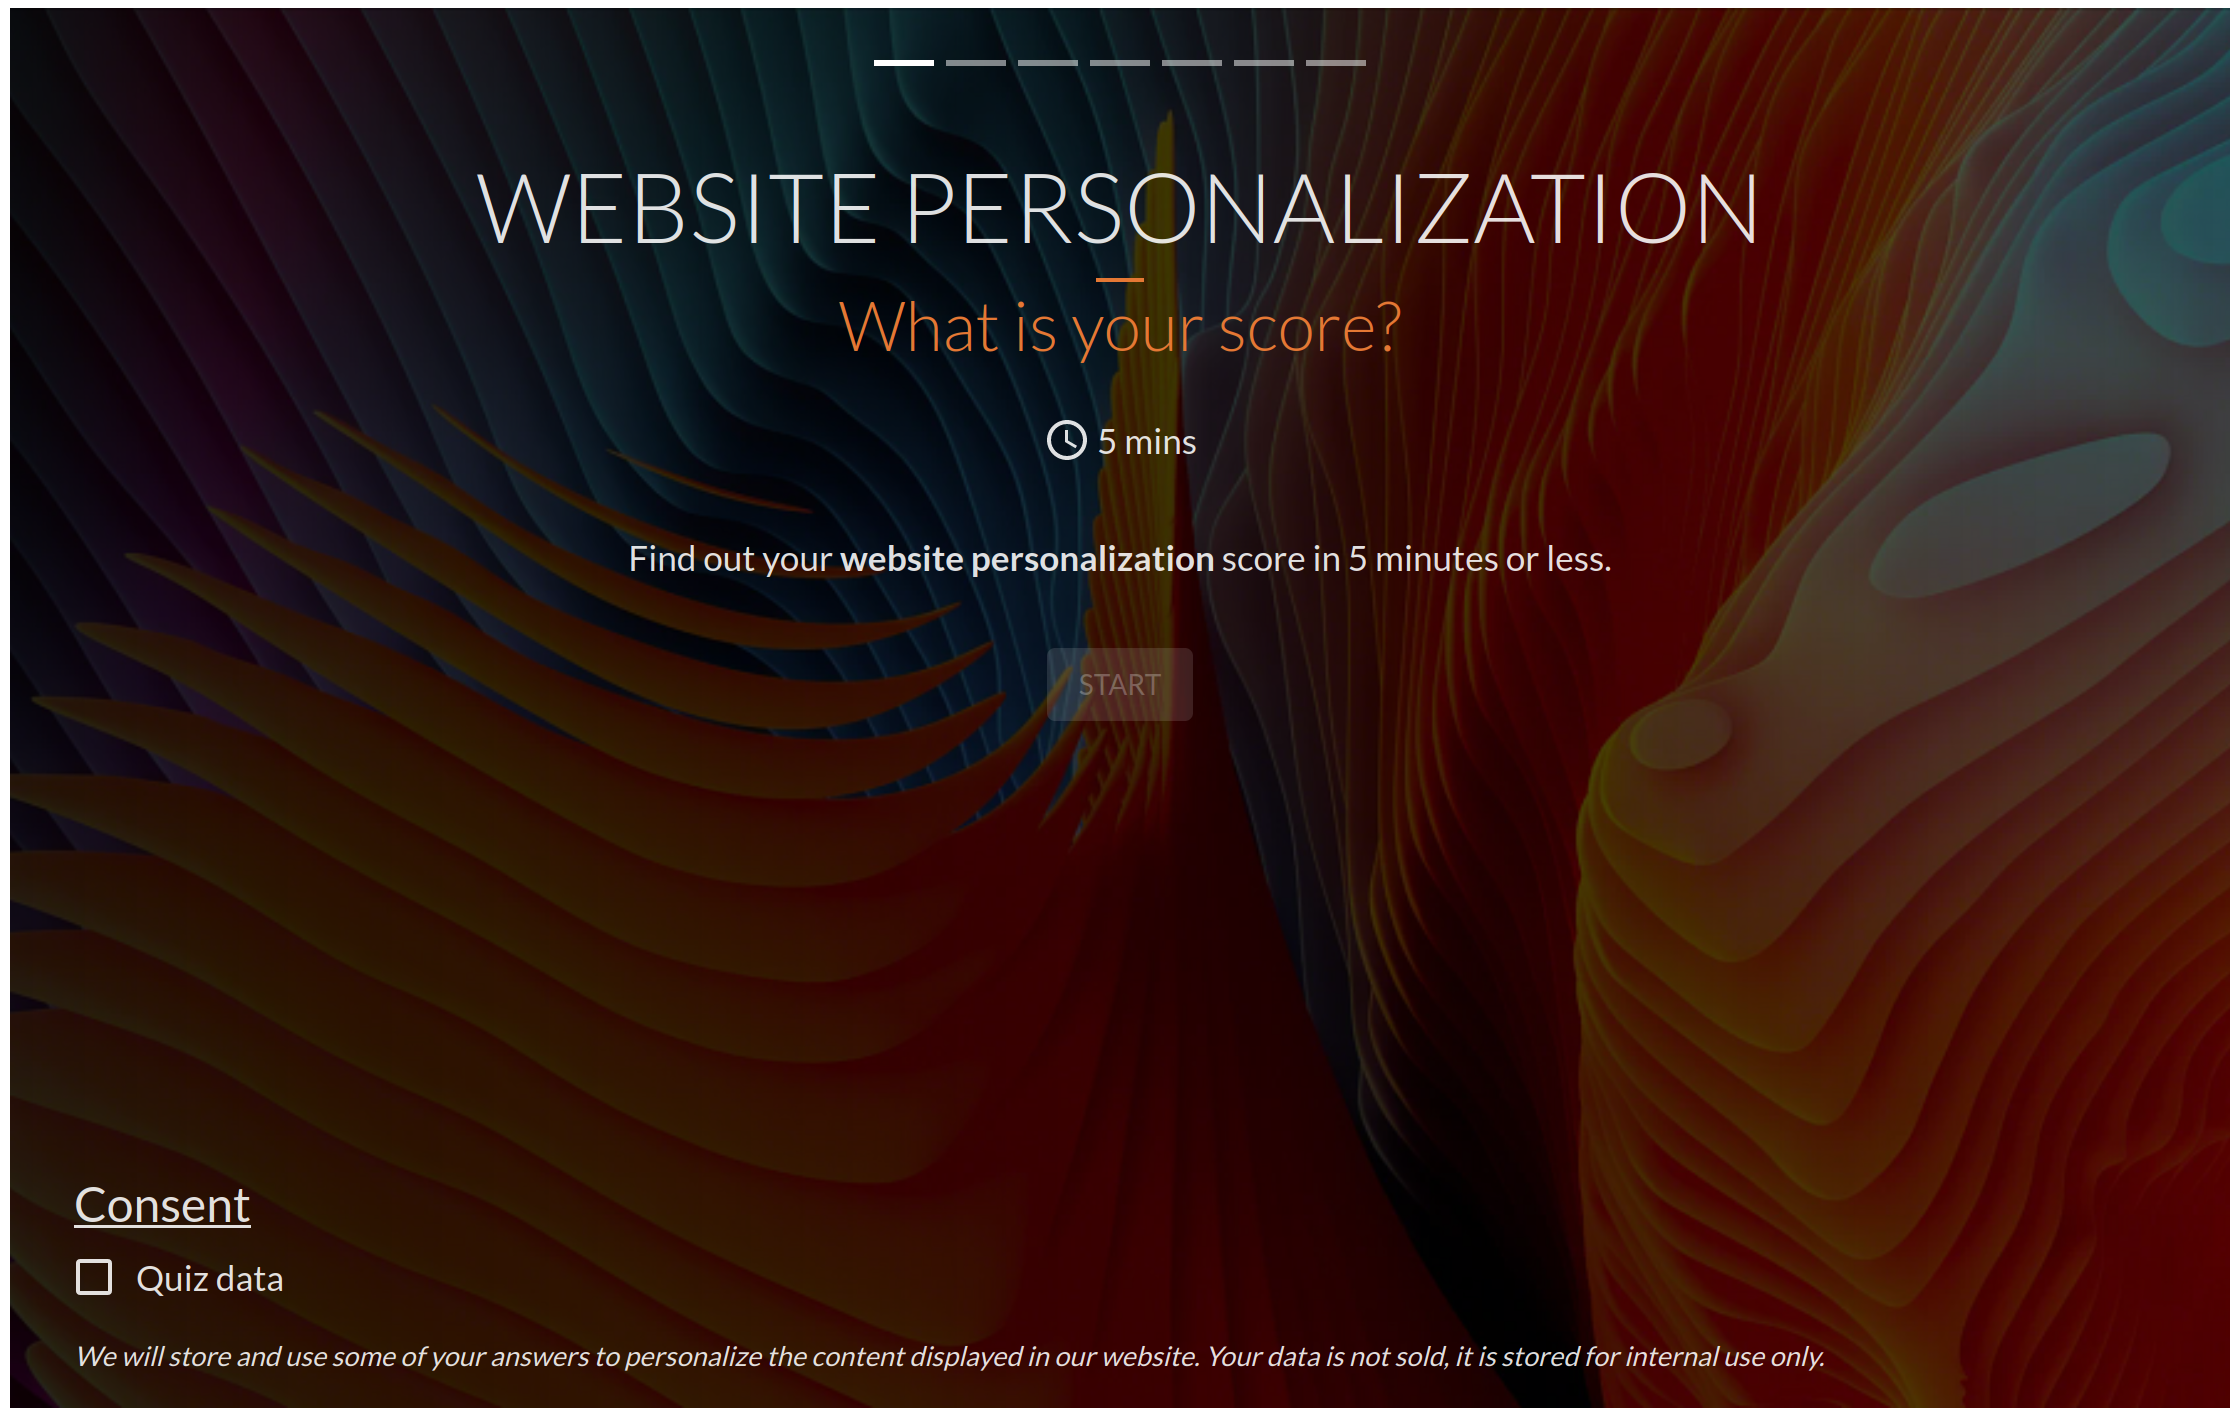 WEBSITE PERSONALIZATION
What is your score?
5 mins
Find out your website personalization score in 5 minutes or less.
START
Consent
Quiz data
We will store and use some of your answers to personalize the content displayed in our website. Your data is not sold, it is stored for internal use only.